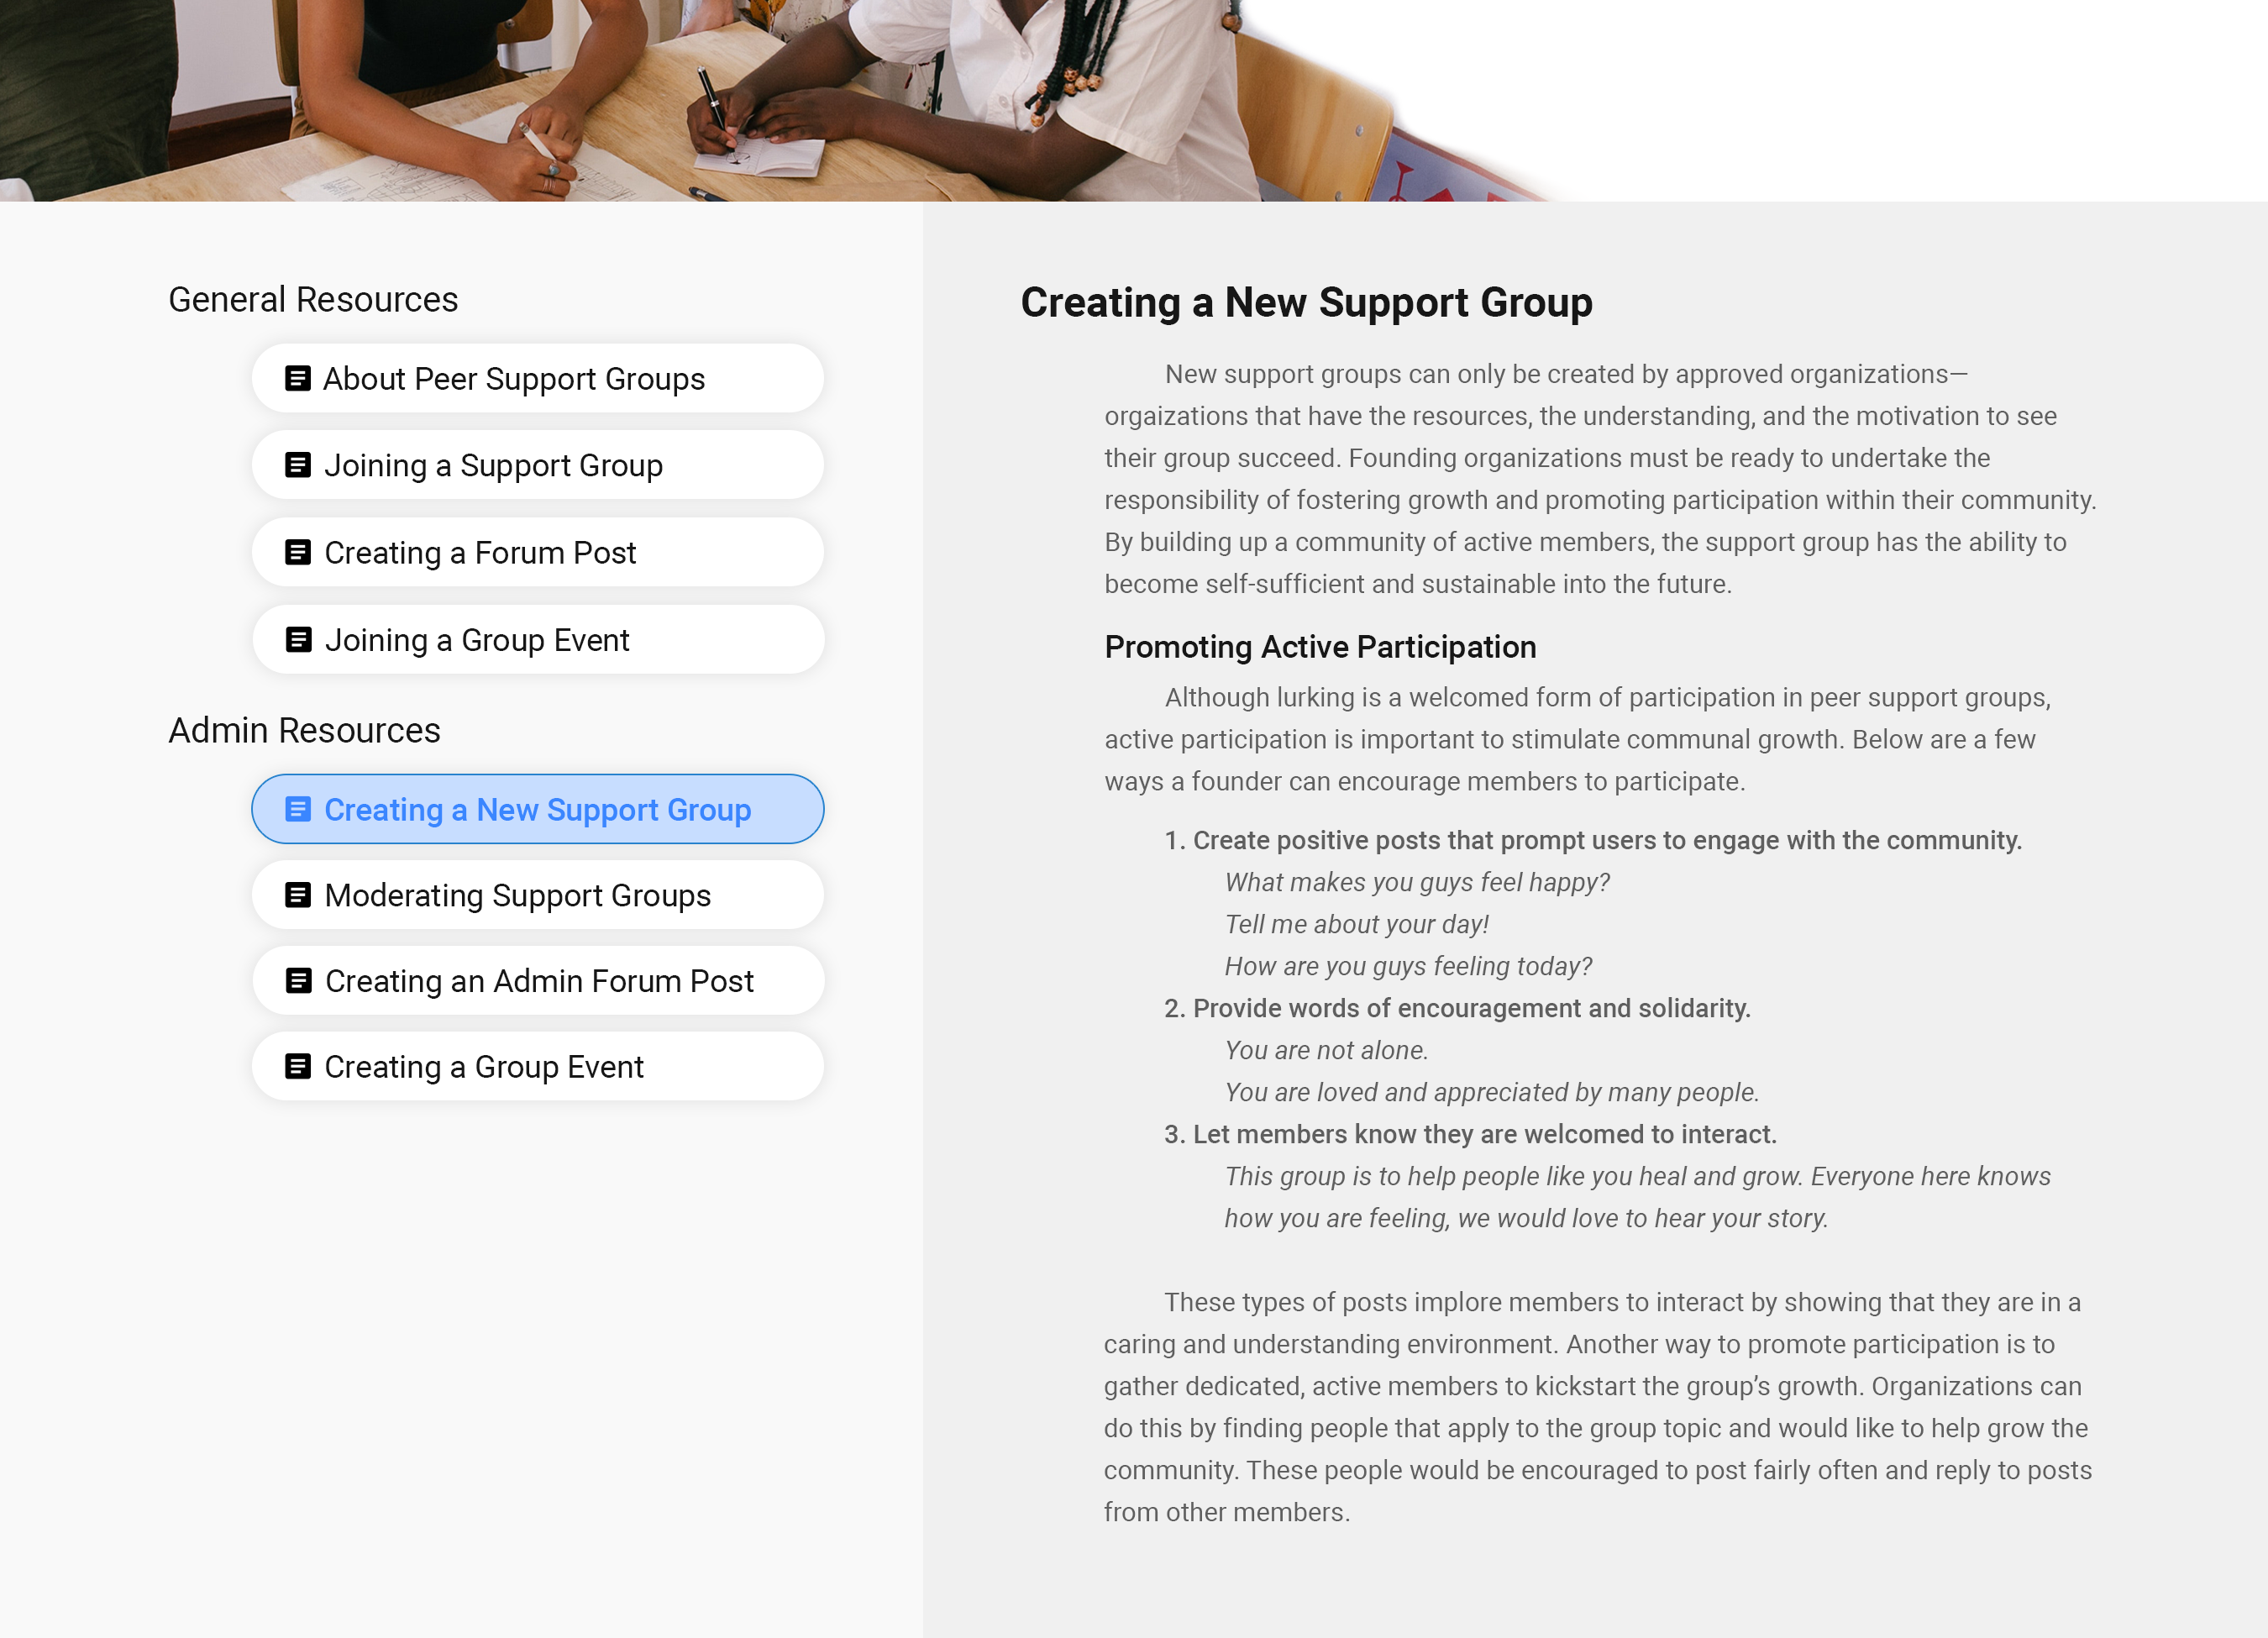 General Resources
About Peer Support Groups
Joining a Support Group
Creating a Forum Post
Joining a Group Event
Admin Resources
Creating a New Support Group
Moderating Support Groups
Creating an Admin Forum Post
Creating a Group Event
Creating a New Support Group
New support groups can only be created by approved organizations—
orgaizations that have the resources, the understanding, and the motivation to see
their group succeed. Founding organizations must be ready to undertake the
responsibility of fostering growth and promoting participation within their community.
By building up a community of active members, the support group has the ability to
become self-sufficient and sustainable into the future.
Promoting Active Participation
Although lurking is a welcomed form of participation in peer support groups,
active participation is important to stimulate communal growth. Below are a few
ways a founder can encourage members to participate.
1. Create positive posts that prompt users to engage with the community.
What makes you guys feel happy?
Tell me about your day!
How are you guys feeling today?
2. Provide words of encouragement and solidarity.
You are not alone.
You are loved and appreciated by many people.
3. Let members know they are welcomed to interact.
This group is to help people like you heal and grow. Everyone here knows
how you are feeling, we would love to hear your story.
These types of posts implore members to interact by showing that they are in a
caring and understanding environment. Another way to promote participation is to
gather dedicated, active members to kickstart the group’s growth. Organizations can
do this by finding people that apply to the group topic and would like to help grow the
community. These people would be encouraged to post fairly often and reply to posts
from other members.